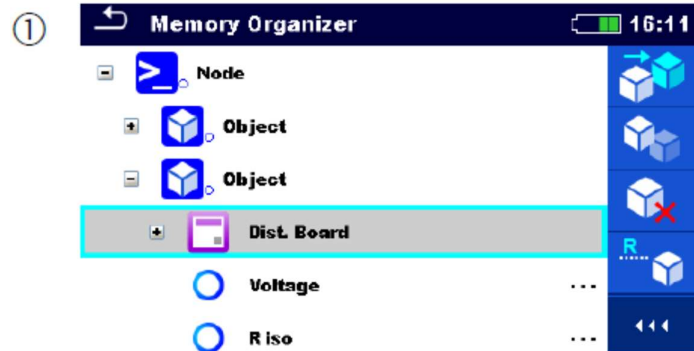 ①
Memory Organizer 16:11
Node
Object
Object
Dist. Board
Voltage ...
R iso ...
R